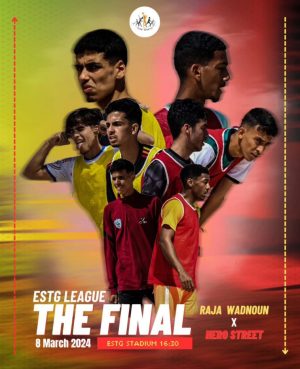 ESTG LEAGUE
THE FINAL
8 March 2024
ESTG STADIUM 16:30
RAJA WADNOUN
X
HERO STREET